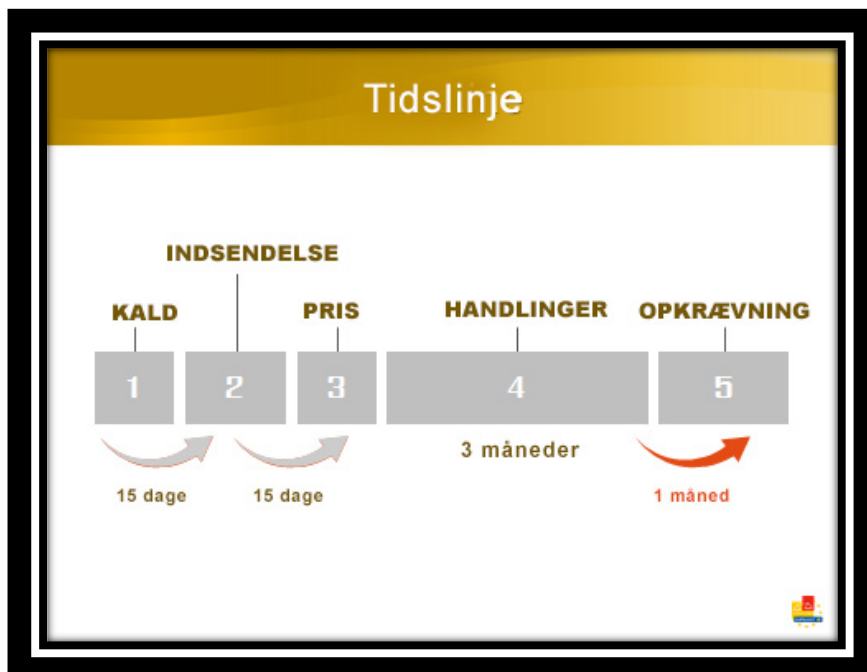 Tidslinje
INDSENDELSE
KALD
PRIS
HANDLINGER
OPKRÆVNING
1
2
3
4
5
3 måneder
15 dage
15 dage
1 måned